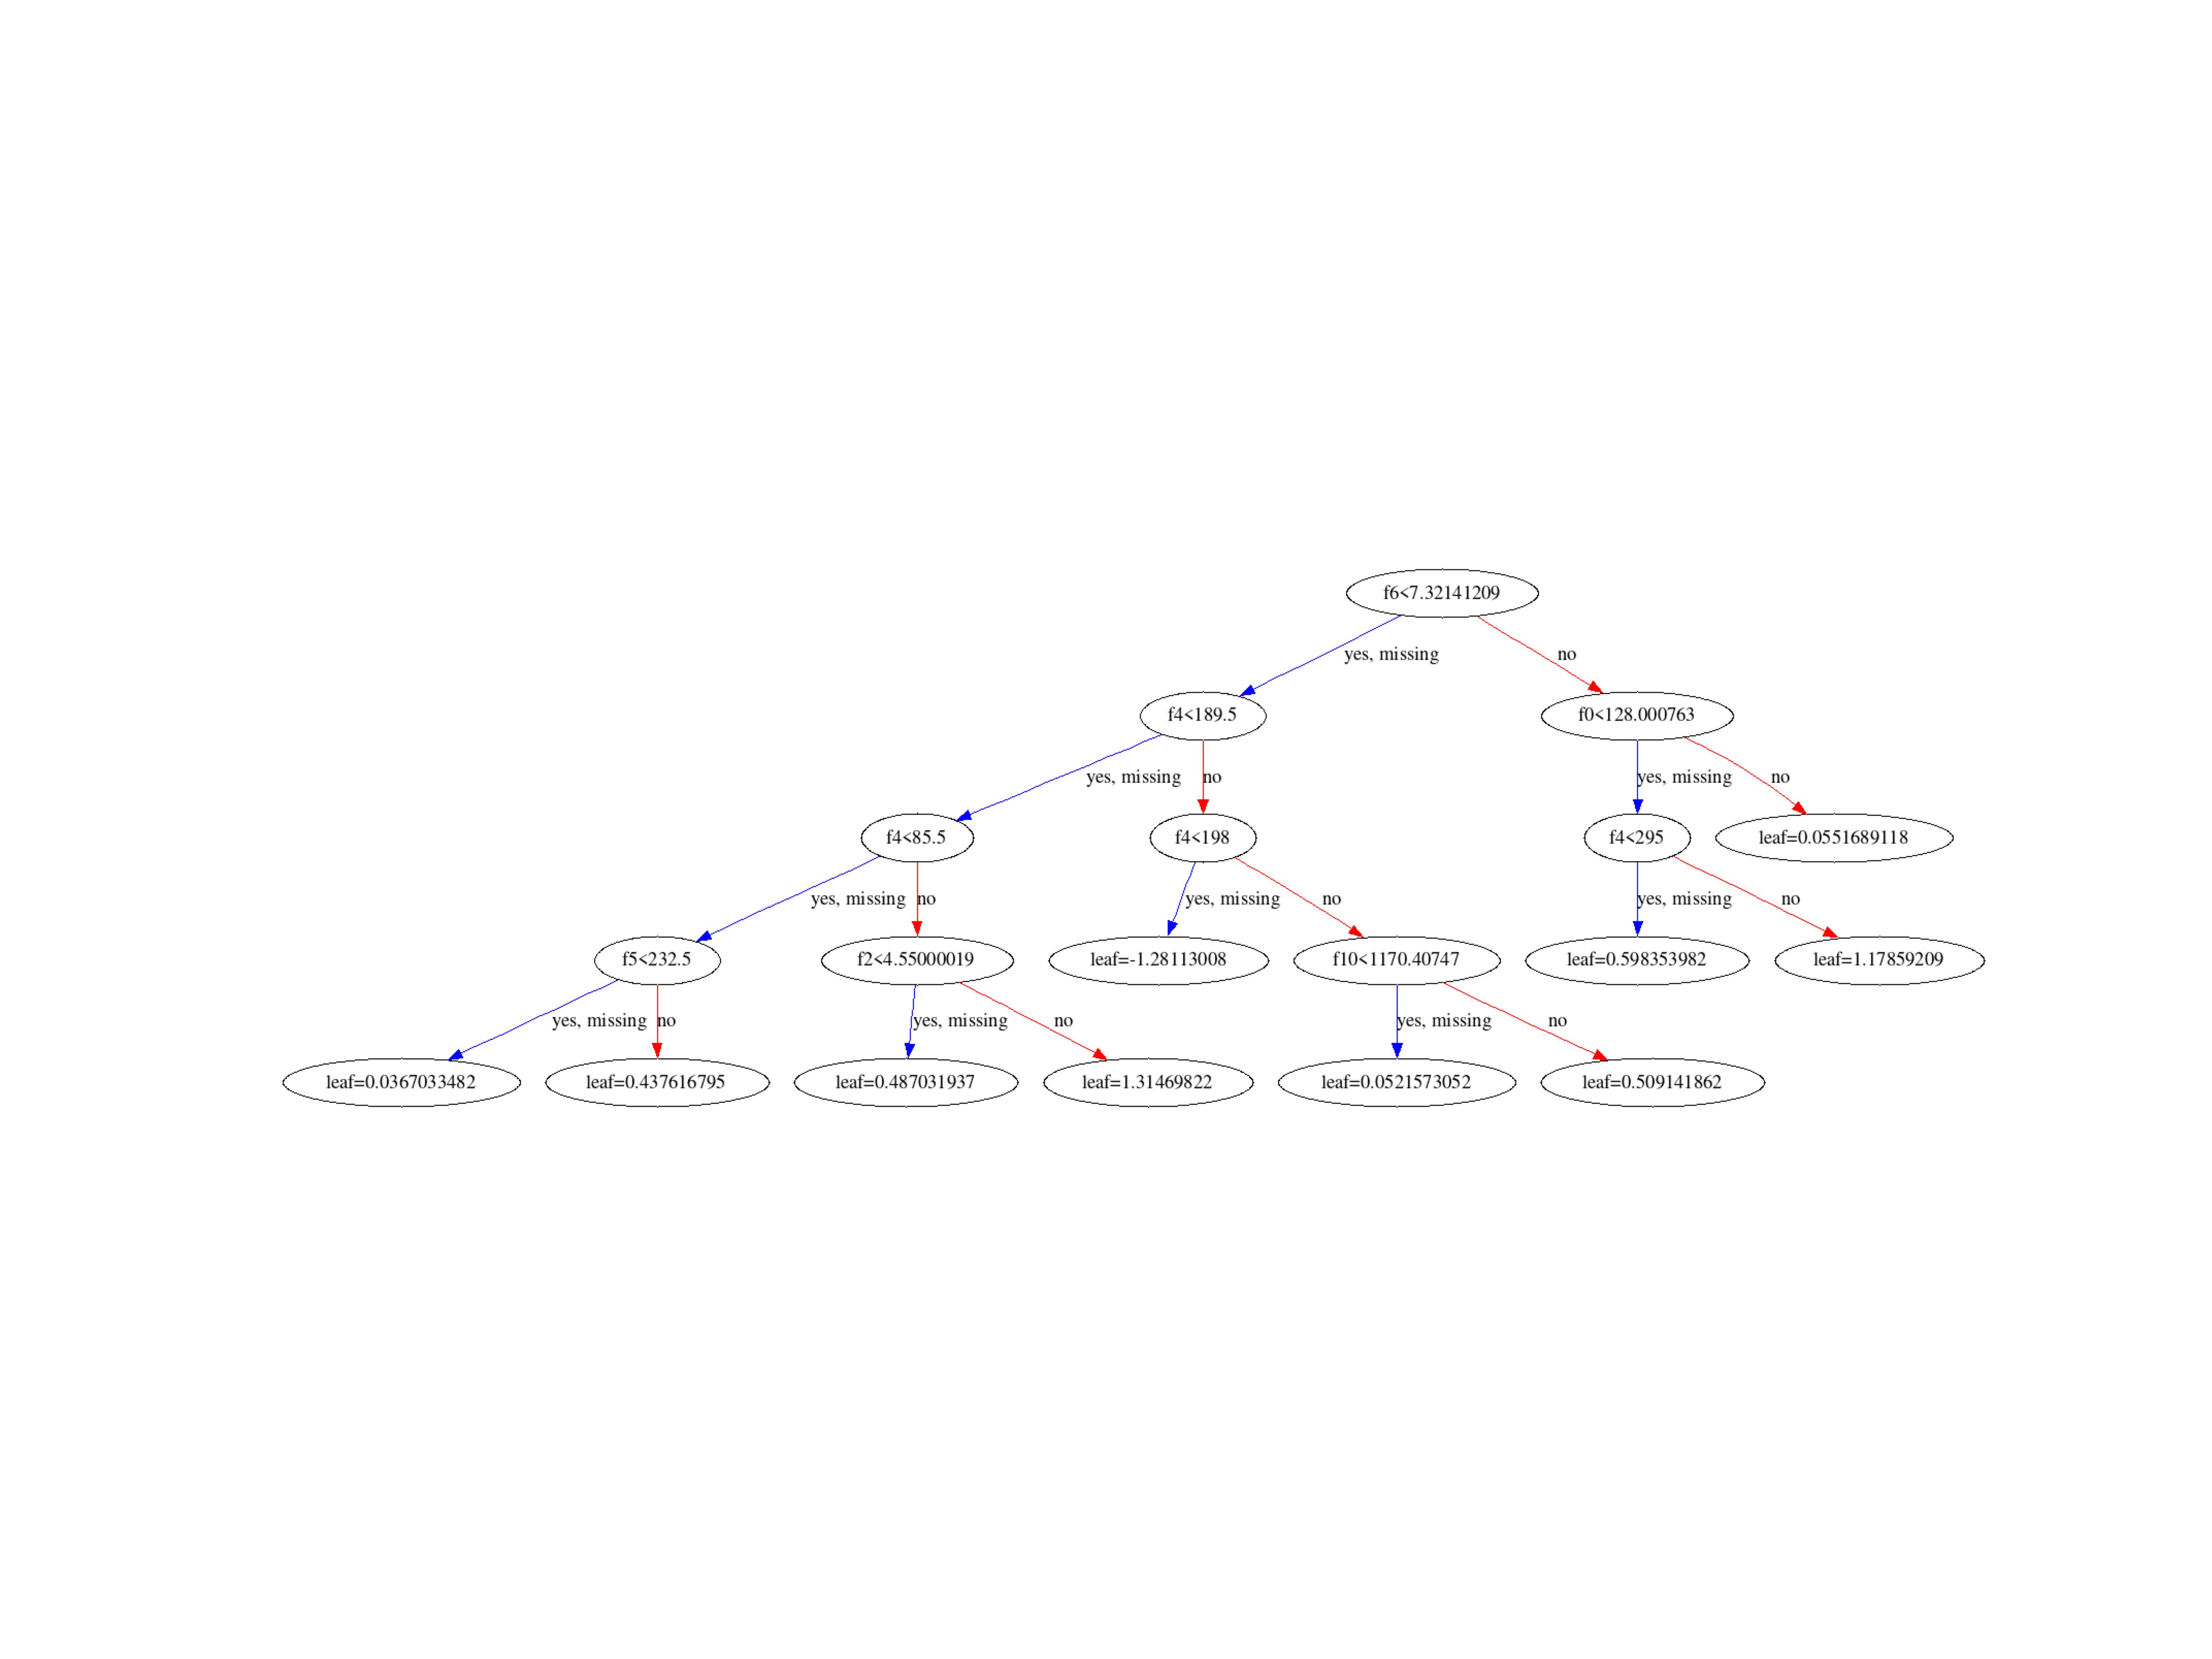 f6<7.32141209
yes, missing
no
f4<189.5
f0<128.000763
yes, missing
no
yes, missing
no
f4<85.5
f4<198
f4<295
leaf=0.0551689118
yes, missing
no
yes, missing
no
yes, missing
no
f5<232.5
f2<4.55000019
leaf=-1.28113008
f10<1170.40747
leaf=0.598353982
leaf=1.17859209
yes, missing
no
yes, missing
no
yes, missing
no
leaf=0.0367033482
leaf=0.437616795
leaf=0.487031937
leaf=1.31469822
leaf=0.0521573052
leaf=0.509141862